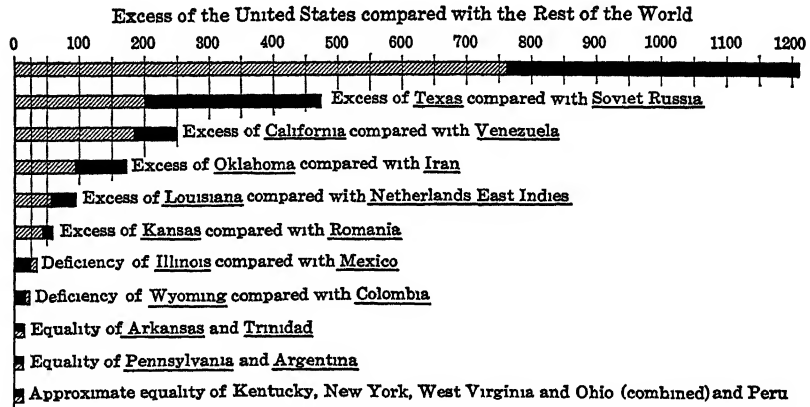 Excess of the United States compared with the Rest of the World
0 100 200 300 400 500 600 700 800 900 1000 1100 1200
Excess of Texas compared with Soviet Russia
Excess of California compared with Venezuela
Excess of Oklahoma compared with Iran
Excess of Louisiana compared with Netherlands East Indies
Excess of Kansas compared with Romania
Deficiency of Illinois compared with Mexico
Deficiency of Wyoming compared with Colombia
Equality of Arkansas and Trinidad
Equality of Pennsylvania and Argentina
Approximate equality of Kentucky, New York, West Virginia and Ohio (combined) and Peru